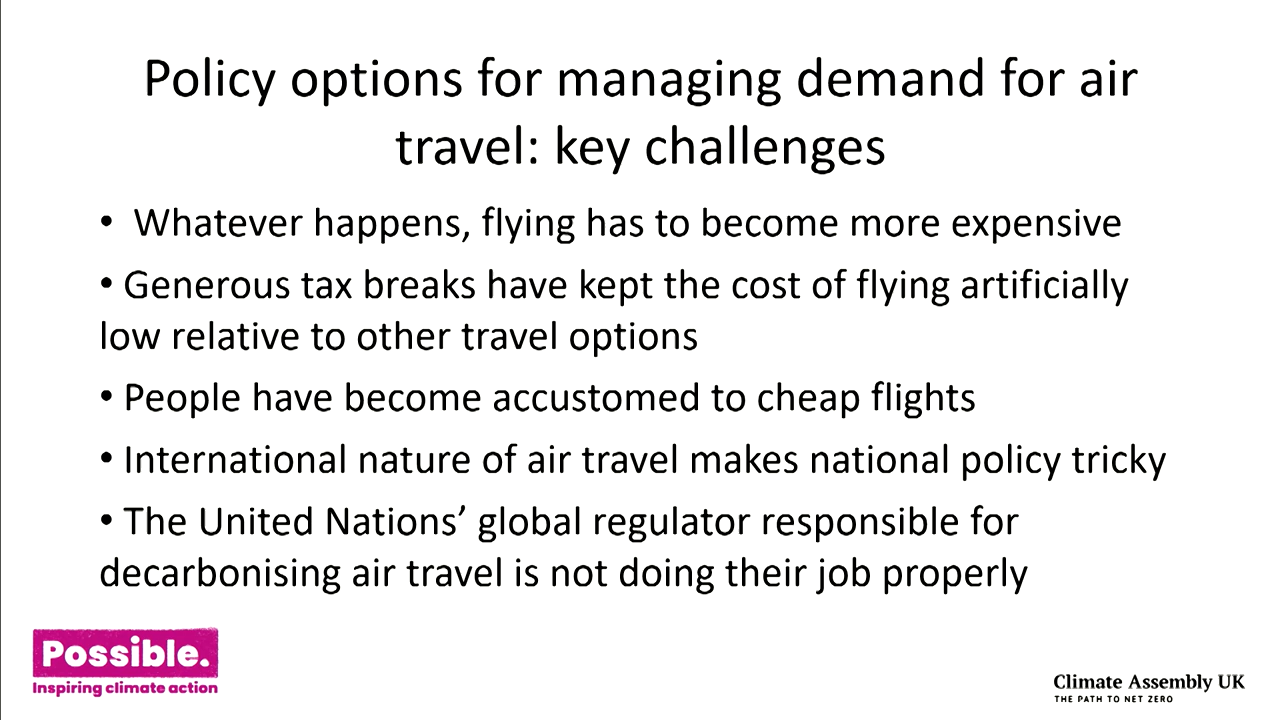 Policy options for managing demand for air
travel: key challenges
• Whatever happens, flying has to become more expensive
• Generous tax breaks have kept the cost of flying artificially
low relative to other travel options
• People have become accustomed to cheap flights
• International nature of air travel makes national policy tricky
• The United Nations’ global regulator responsible for
decarbonising air travel is not doing their job properly
Possible.
Inspiring climate action
Climate Assembly UK
THE PATH TO NET ZERO